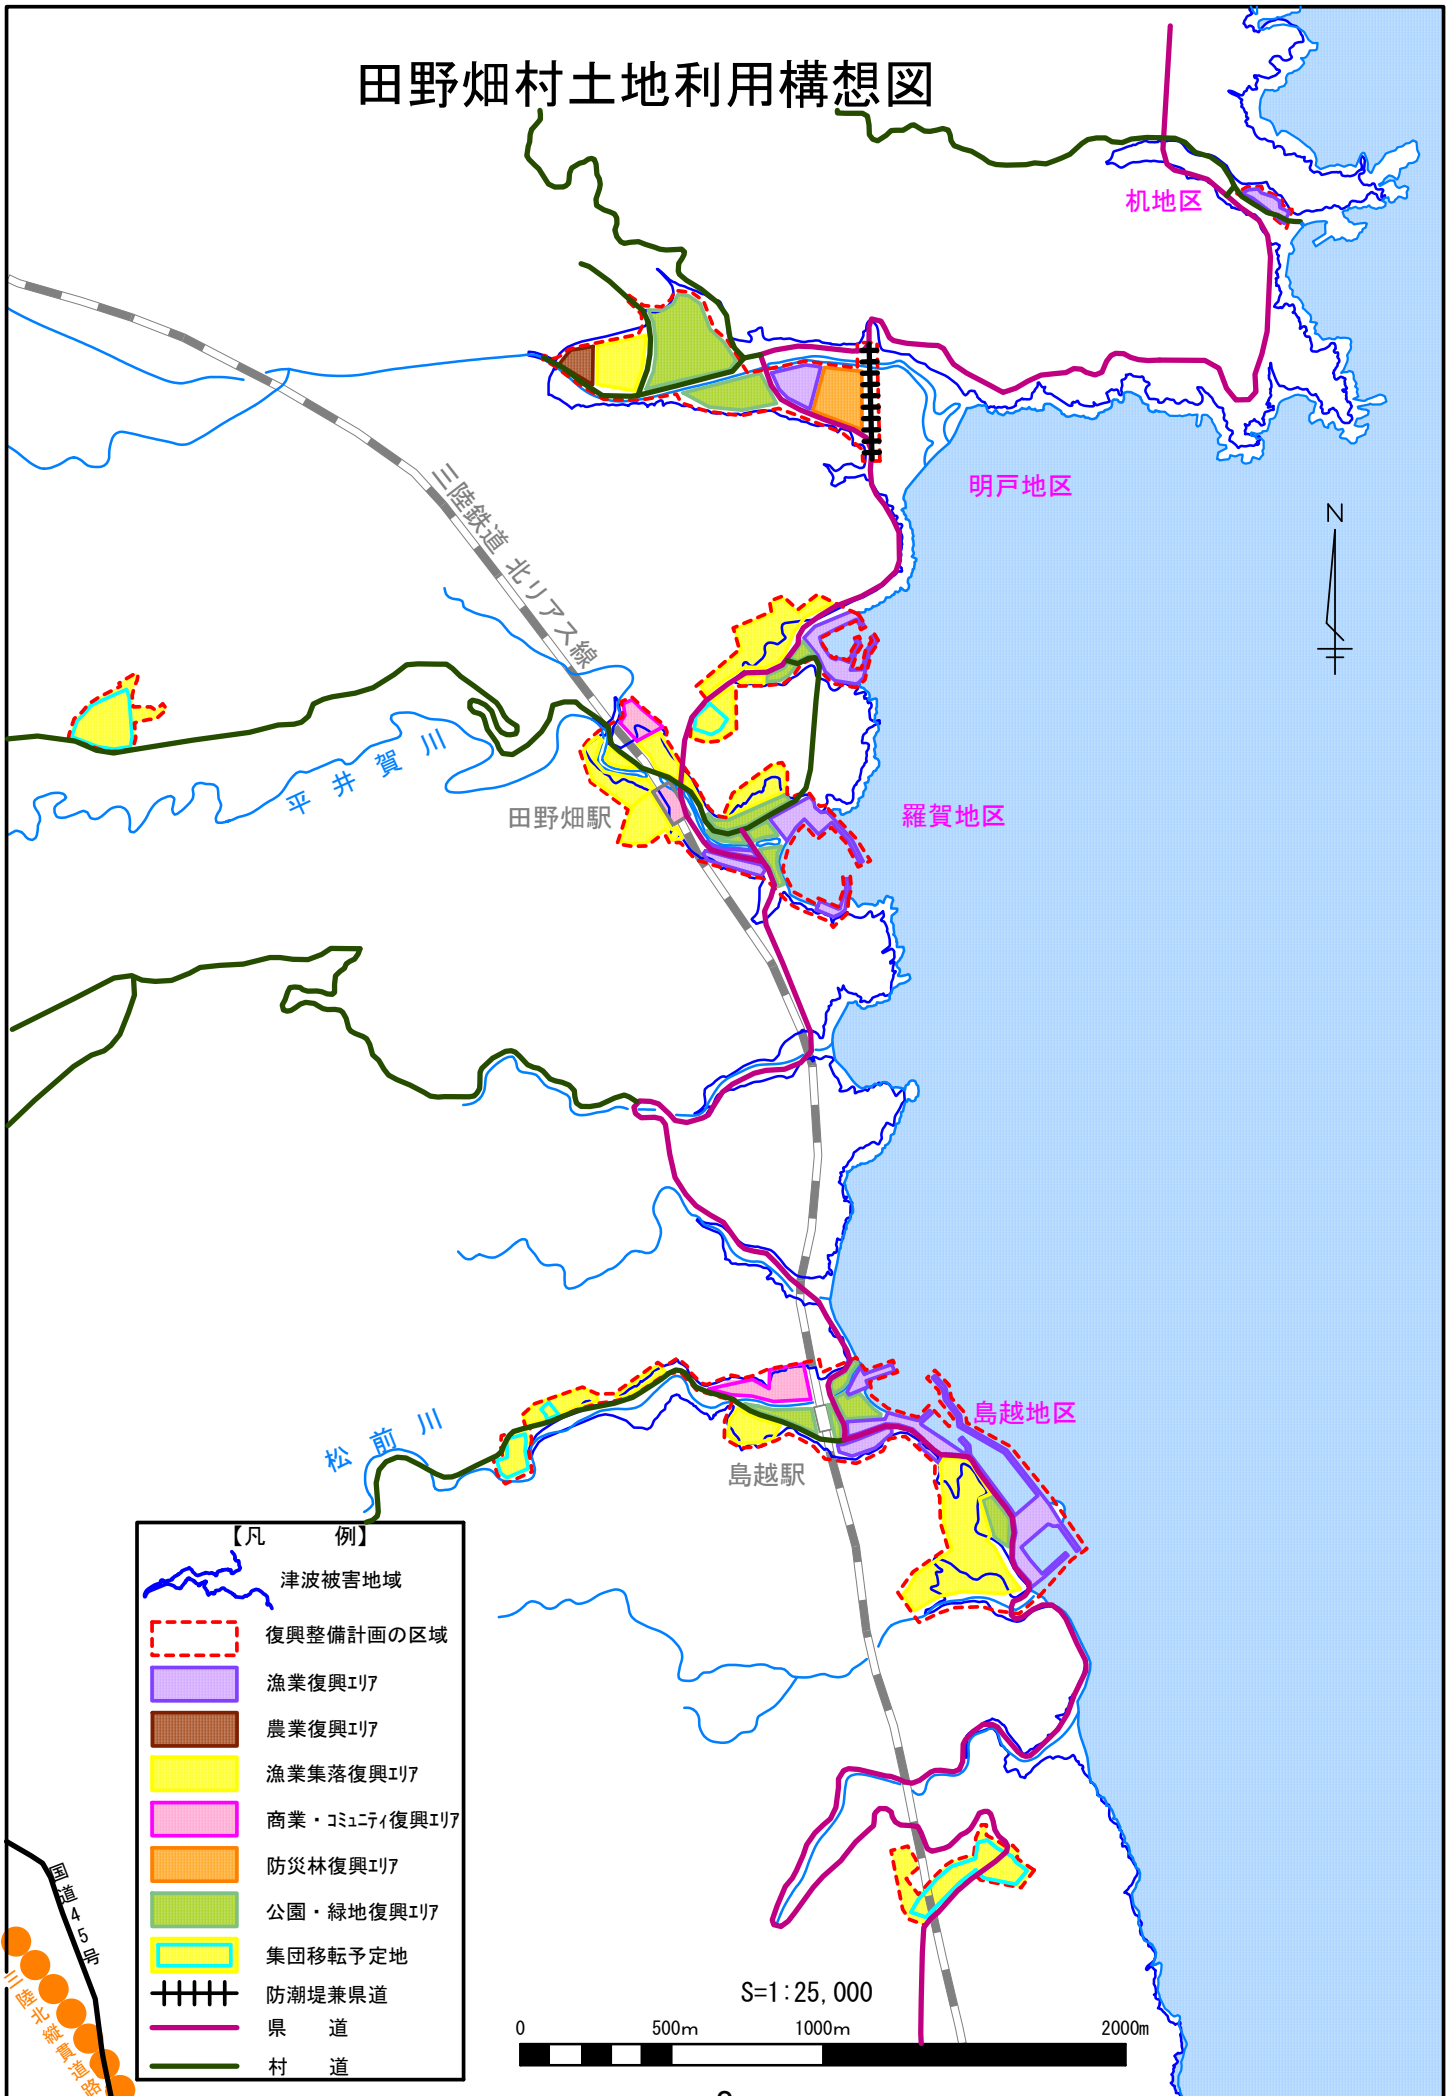 田野畑村土地利用構想図
机地区
明戸地区
N
三陸鉄道 北リアス線
平井賀川
田野畑駅
羅賀地区
島越地区
松前川
島越駅
【凡 例】
津波被害地域
復興整備計画の区域
漁業復興エリア
農業復興エリア
漁業集落復興エリア
商業・コミュニティ復興エリア
防災林復興エリア
公園・緑地復興エリア
集団移転予定地
防潮堤兼県道
県 道
村 道
国道45号
三陸北縦貫道路
S=1:25,000
0 500m 1000m 2000m